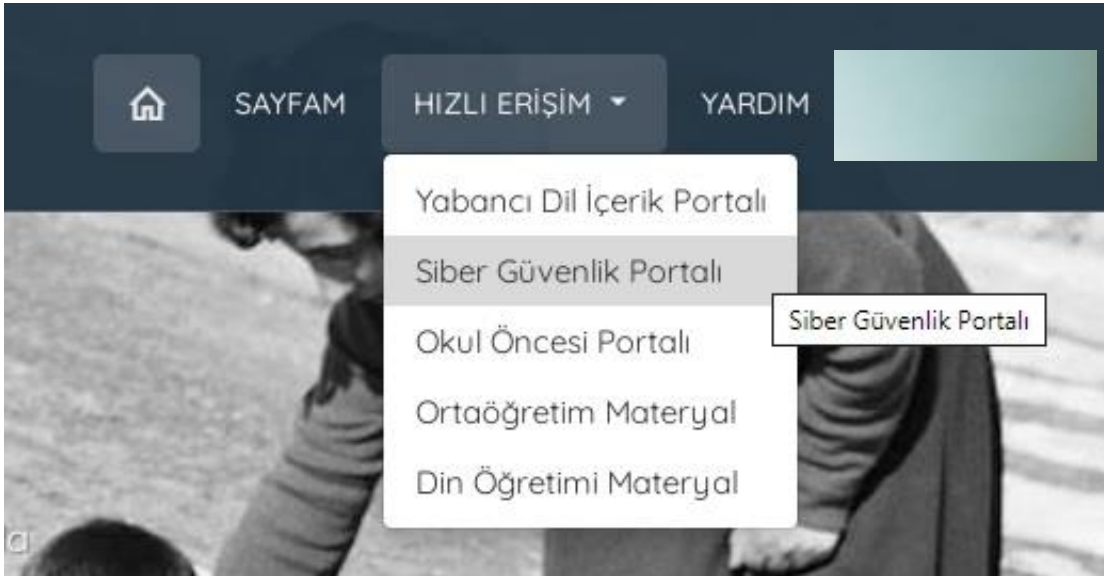 SAYFAM HIZLI ERİŞİM YARDIM
Yabancı Dil İçerik Portalı
Siber Güvenlik Portalı
Siber Güvenlik Portalı
Okul Öncesi Portalı
Ortaöğretim Materyal
Din Öğretimi Materyal